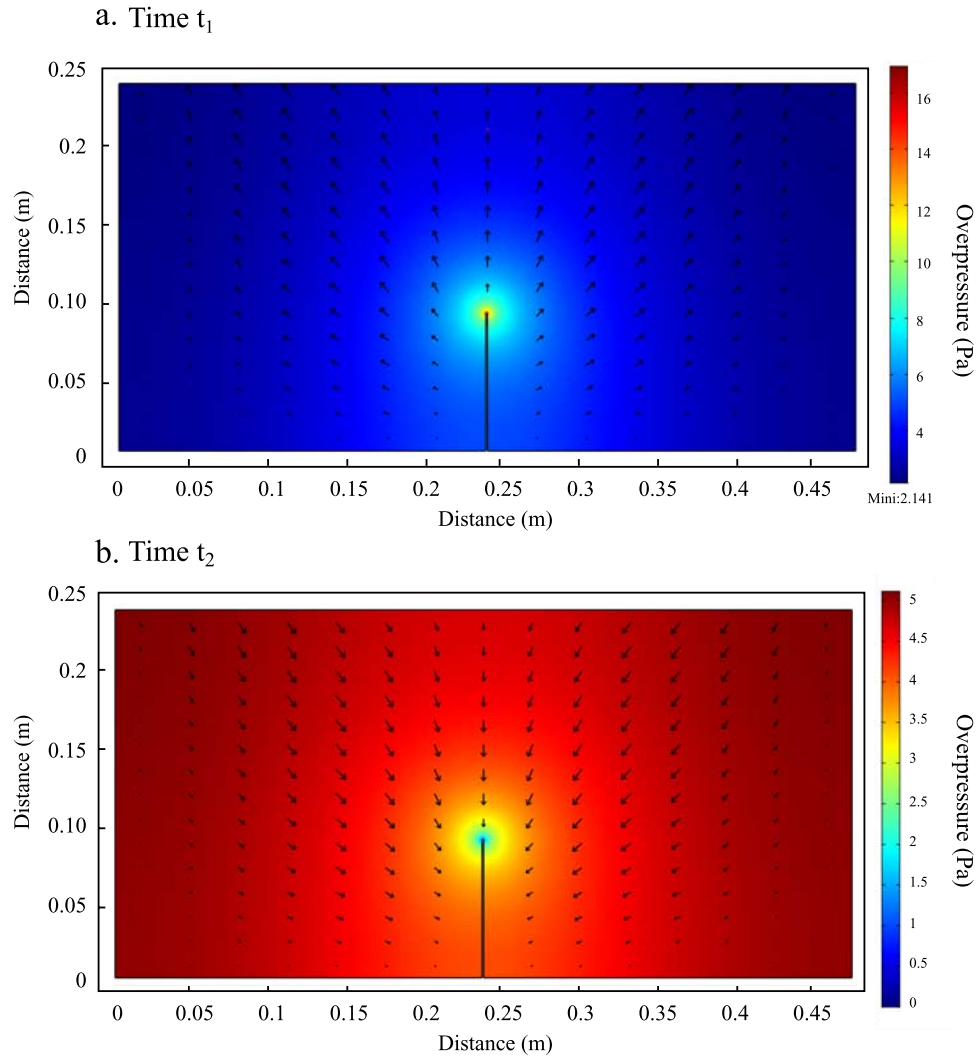 a. Time t₁
0.25
0.2
0.15
0.10
0.05
0
Distance (m)
0 0.05 0.1 0.15 0.2 0.25 0.3 0.35 0.4 0.45
Distance (m)
16
14
12
10
8
6
4
Mini:2.141
Overpressure (Pa)
b. Time t₂
0.25
0.2
0.15
0.10
0.05
0
Distance (m)
0 0.05 0.1 0.15 0.2 0.25 0.3 0.35 0.4 0.45
Distance (m)
5
4.5
4
3.5
3
2.5
2
1.5
1
0.5
0
Overpressure (Pa)